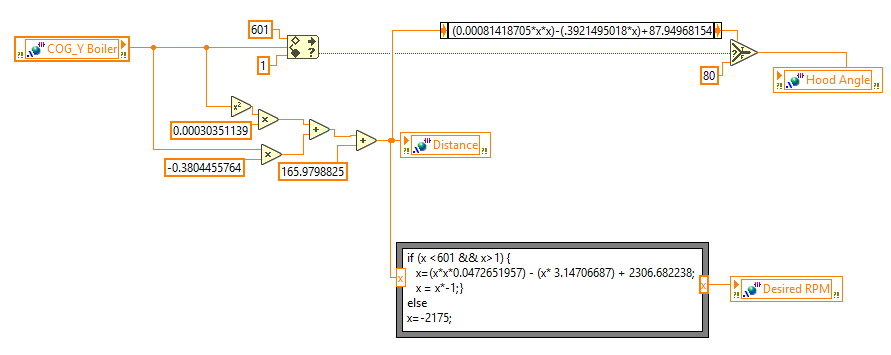 601
(0.00081418705*x*x)-(.3921495018*x)+87.94968154
COG_Y Boiler
1
80
Hood Angle
x²
0.00030351139
x
+
+
Distance
-0.3804455764
x
165.9798825
if (x <601 && x>1) {
x=(x*x*0.0472651957) - (x* 3.14706687) + 2306.682238;
x = x*-1;}
else
x=-2175;
x
x
Desired RPM